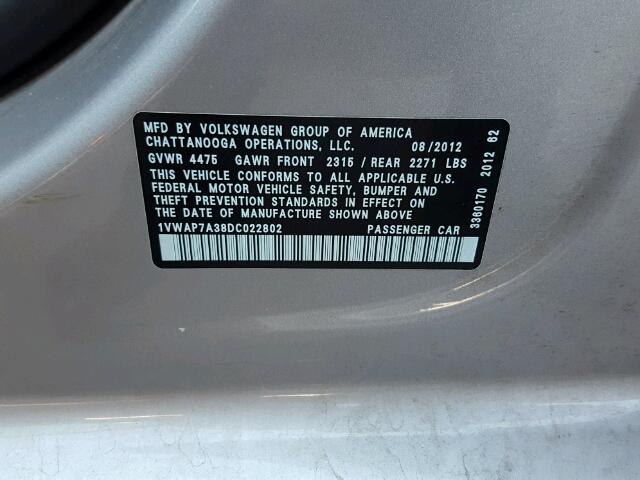 MFD BY VOLKSWAGEN GROUP OF AMERICA
CHATTANOOGA OPERATIONS, LLC. 08/2012
GVWR 4475 GAWR FRONT 2315 / REAR 2271 LBS
THIS VEHICLE CONFORMS TO ALL APPLICABLE U.S.
FEDERAL MOTOR VEHICLE SAFETY, BUMPER AND
THEFT PREVENTION STANDARDS IN EFFECT ON THE
DATE OF MANUFACTURE SHOWN ABOVE
1VWAP7A38DC022802 PASSENGER CAR
3360170 2012 62